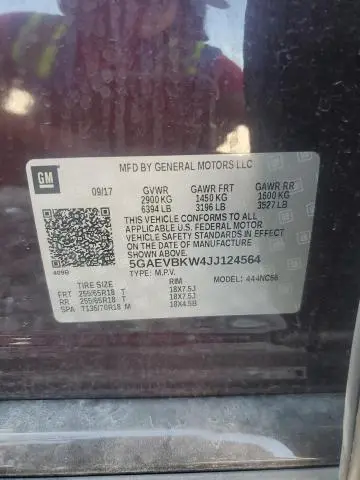 GM
MFD BY GENERAL MOTORS LLC
09/17 GVWR GAWR FRT GAWR RR
2900 KG 1450 KG 1600 KG
6394 LB 3196 LB 3527 LB
THIS VEHICLE CONFORMS TO ALL
APPLICABLE U.S. FEDERAL MOTOR
VEHICLE SAFETY STANDARDS IN EFFECT
ON THE DATE OF MANUFACTURE
SHOWN ABOVE.
5GAEVBKW4JJ124564
TYPE: M.P.V.
409B
MODEL: 444NC56
TIRE SIZE RIM
FRT 255/65R18 T 18X7.5J
RR 255/65R18 T 18X7.5J
SPA T135/70R18 M 18X4.5B